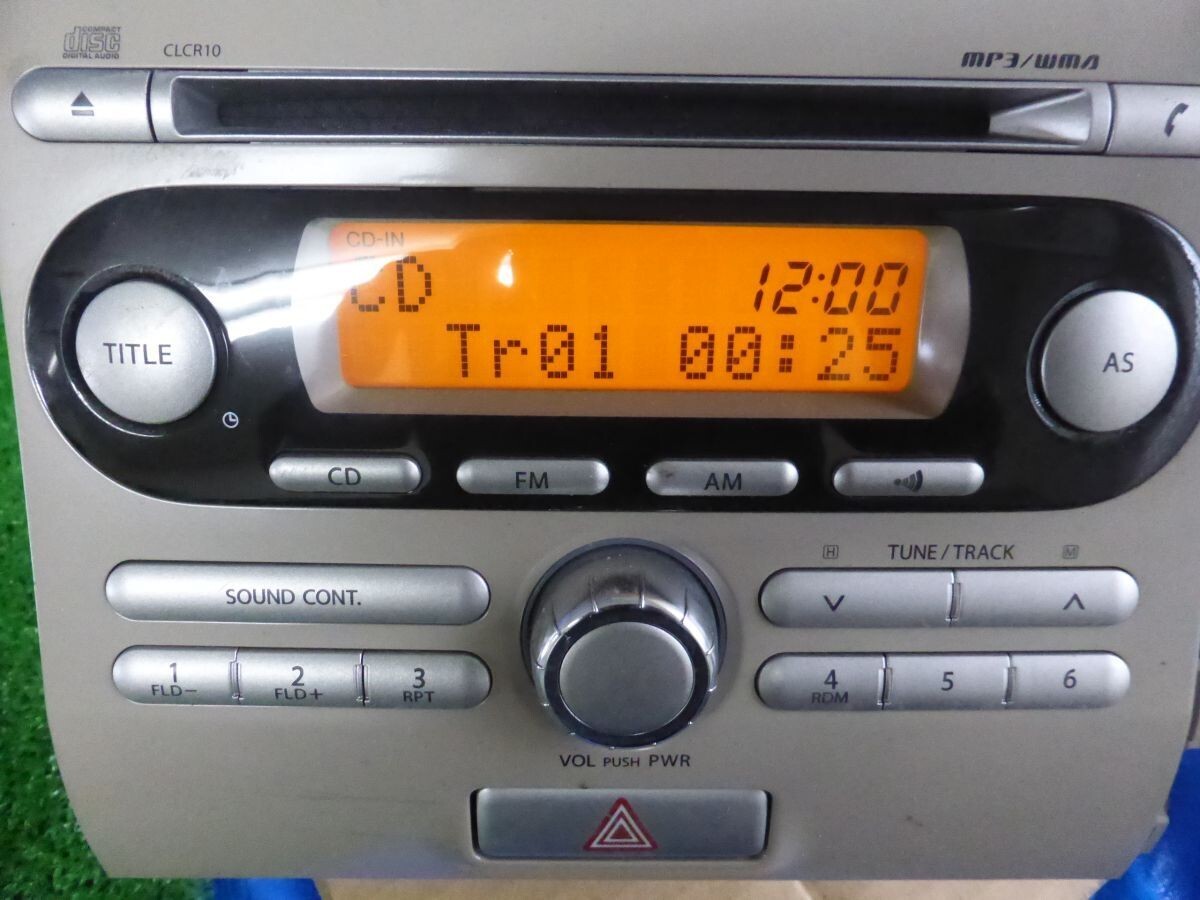 COMPACT
disc
DIGITAL AUDIO
CLCR10
MP3/WMA
CD-IN
CD 12:00
Tr01 00:25
TITLE
AS
CD
FM
AM
H TUNE/TRACK M
SOUND CONT.
1 2 3
FLD− FLD+ RPT
4 5 6
RDM
VOL PUSH PWR